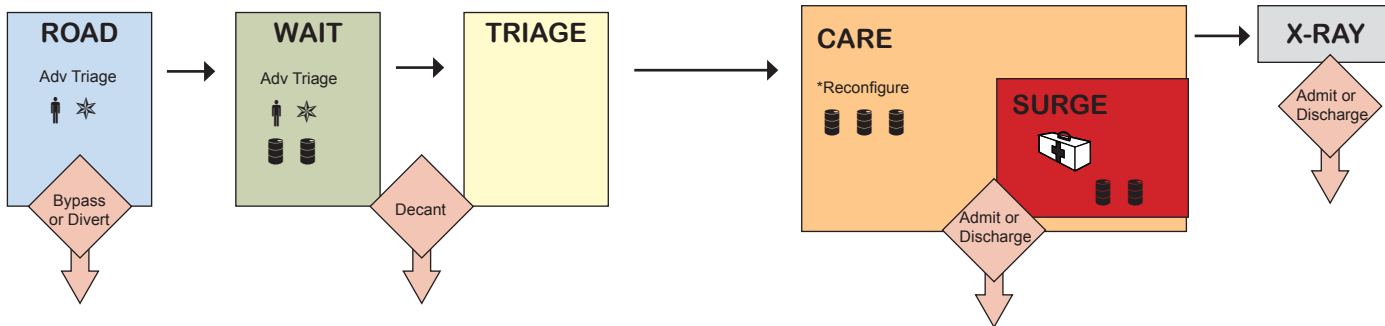 ROAD
Adv Triage
Bypass
or Divert
WAIT
Adv Triage
Decant
TRIAGE
CARE
*Reconfigure
SURGE
Admit or
Discharge
X-RAY
Admit or
Discharge